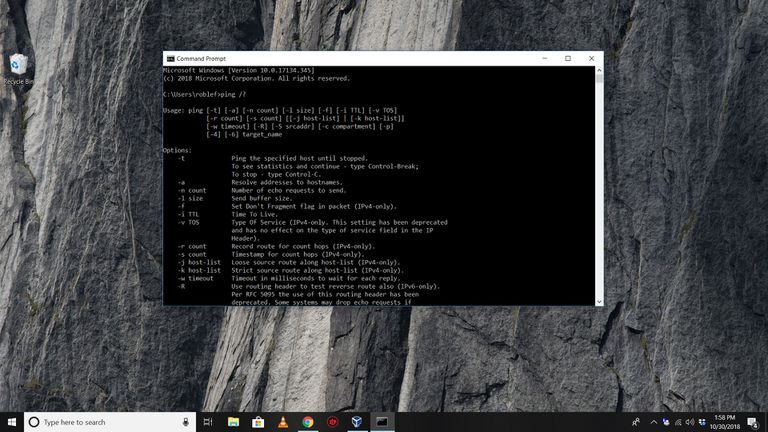 Recycle Bin
Command Prompt
Microsoft Windows [Version 10.0.17134.345]
(c) 2018 Microsoft Corporation. All rights reserved.
C:\Users\roblef>ping /?
Usage: ping [-t] [-a] [-n count] [-l size] [-f] [-i TTL] [-v TOS]
[-r count] [-s count] [[-j host-list] | [-k host-list]]
[-w timeout] [-R] [-S srcaddr] [-c compartment] [-p]
[-4] [-6] target_name
Options:
-t Ping the specified host until stopped.
To see statistics and continue - type Control-Break;
To stop - type Control-C.
-a Resolve addresses to hostnames.
-n count Number of echo requests to send.
-l size Send buffer size.
-f Set Don't Fragment flag in packet (IPv4-only).
-i TTL Time To Live.
-v TOS Type Of Service (IPv4-only. This setting has been deprecated
and has no effect on the type of service field in the IP
Header).
-r count Record route for count hops (IPv4-only).
-s count Timestamp for count hops (IPv4-only).
-j host-list Loose source route along host-list (IPv4-only).
-k host-list Strict source route along host-list (IPv4-only).
-w timeout Timeout in milliseconds to wait for each reply.
-R Use routing header to test reverse route also (IPv6-only).
Per RFC 5095 the use of this routing header has been
deprecated. Some systems may drop echo requests if
Type here to search
1:58 PM
10/30/2018